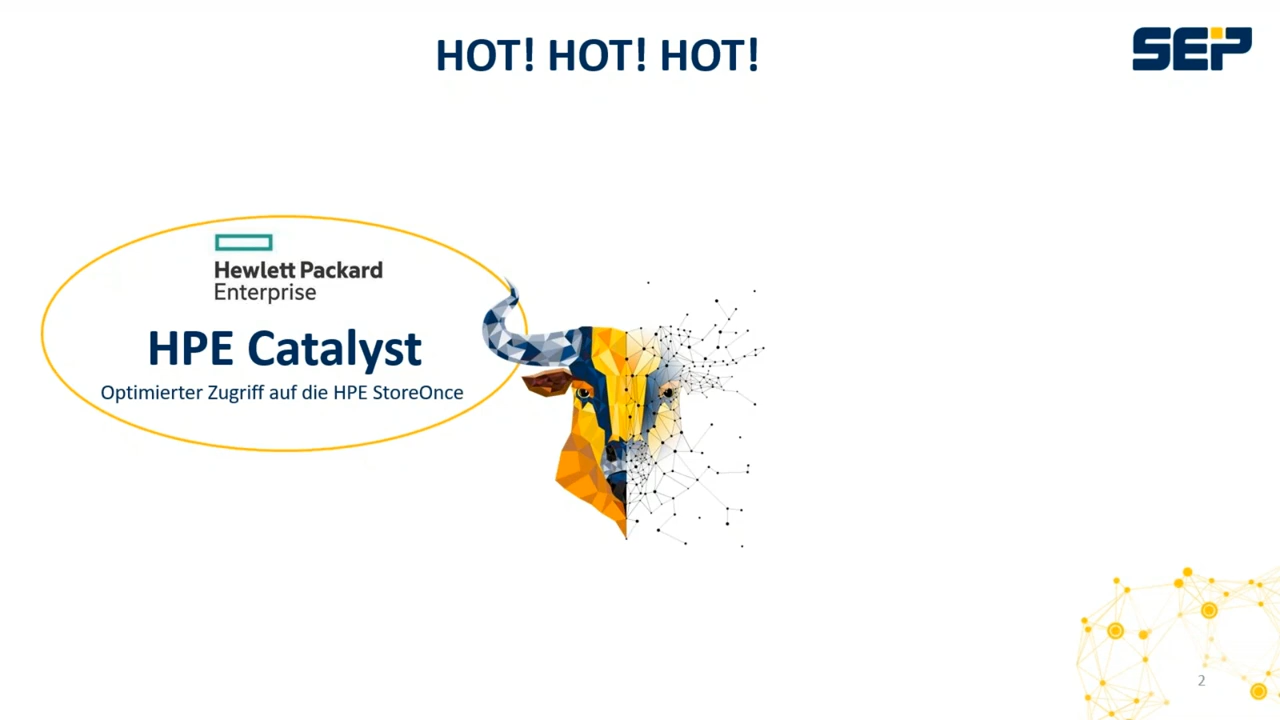 HOT! HOT! HOT!
SEP
Hewlett Packard
Enterprise
HPE Catalyst
Optimierter Zugriff auf die HPE StoreOnce
2